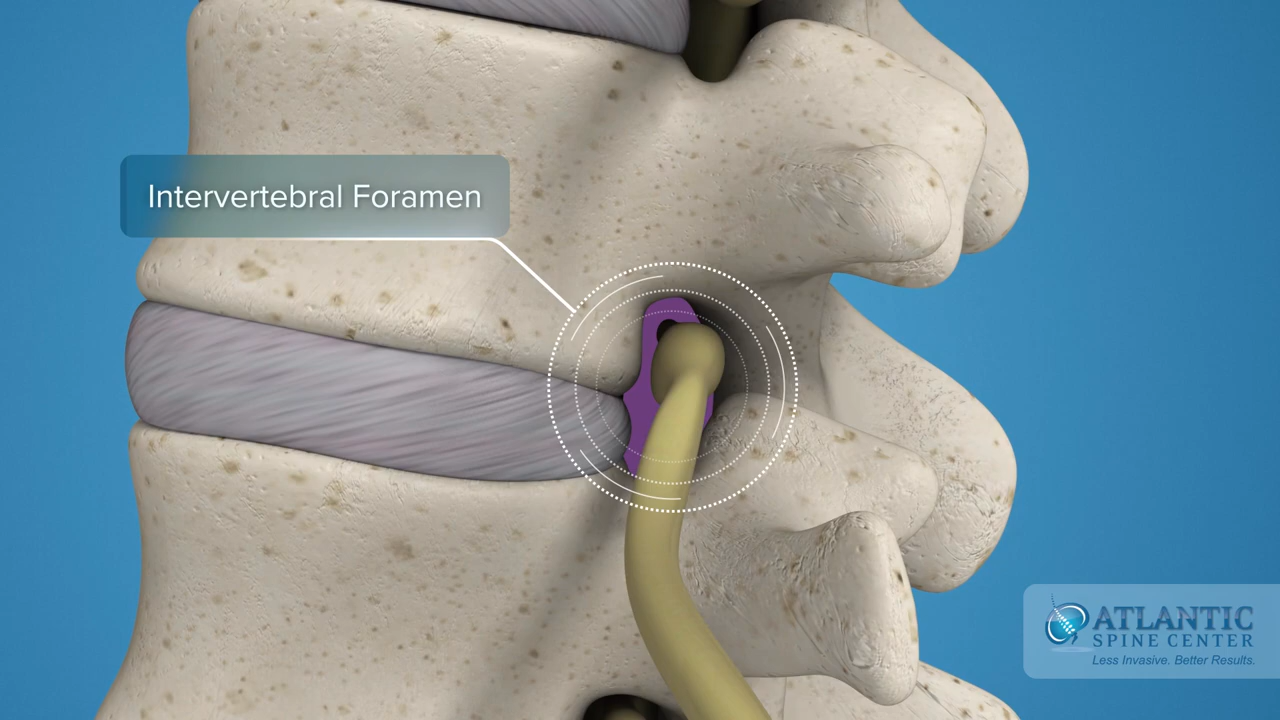 Intervertebral Foramen
ATLANTIC
SPINE CENTER
Less Invasive. Better Results.